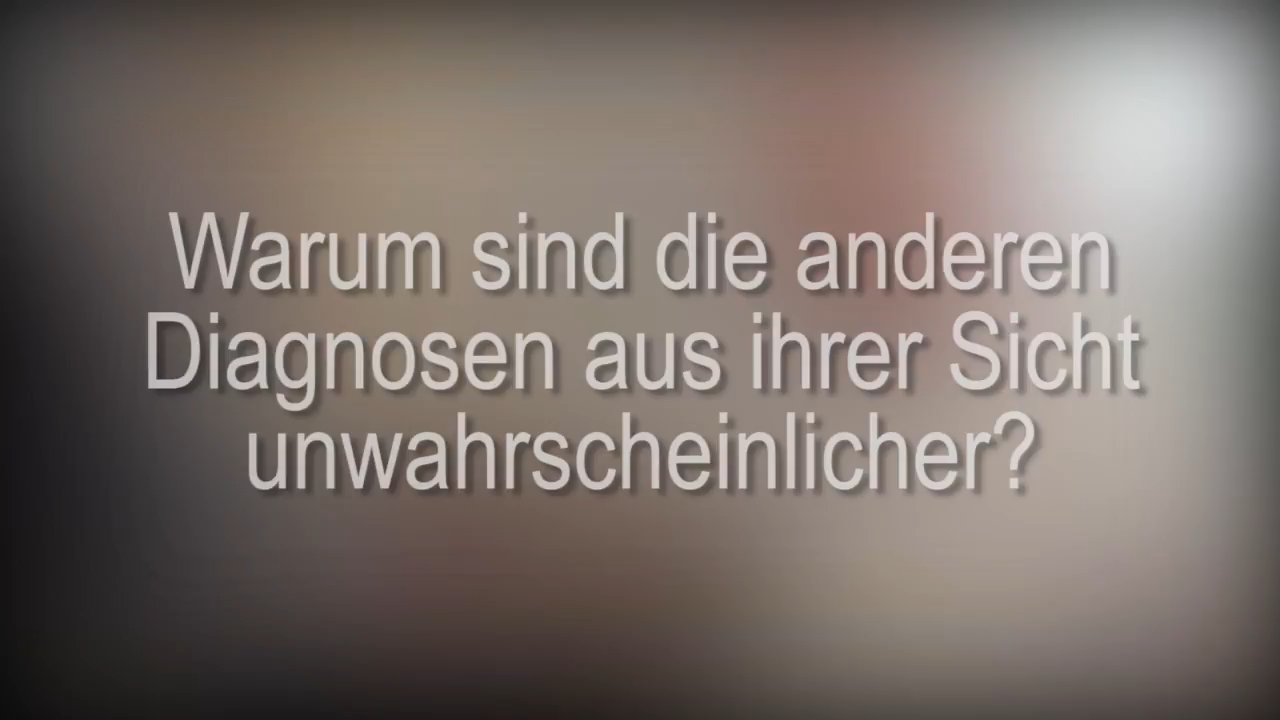 Warum sind die anderen
Diagnosen aus ihrer Sicht
unwahrscheinlicher?